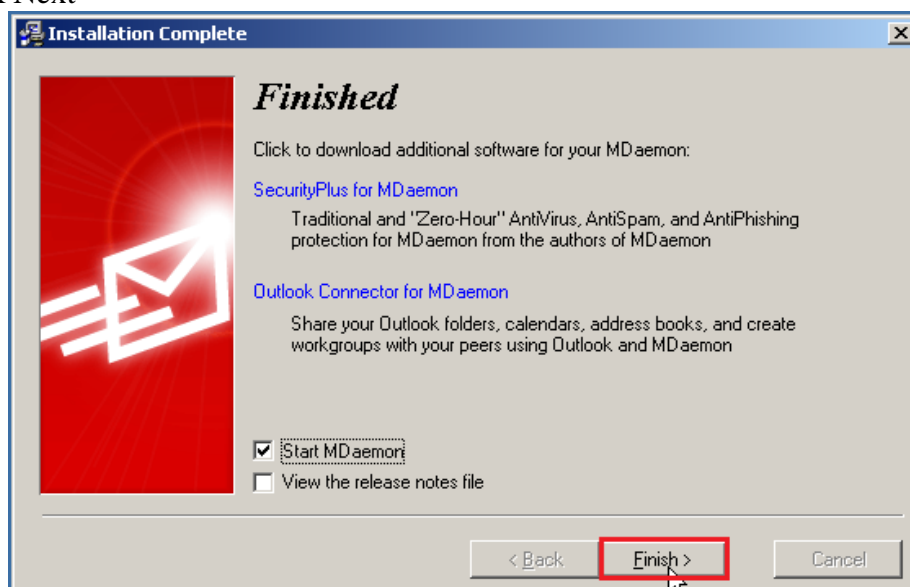 Next
Installation Complete
Finished
Click to download additional software for your MDaemon:
SecurityPlus for MDaemon
Traditional and "Zero-Hour" AntiVirus, AntiSpam, and AntiPhishing
protection for MDaemon from the authors of MDaemon
Outlook Connector for MDaemon
Share your Outlook folders, calendars, address books, and create
workgroups with your peers using Outlook and MDaemon
Start MDaemon
View the release notes file
< Back
Finish >
Cancel